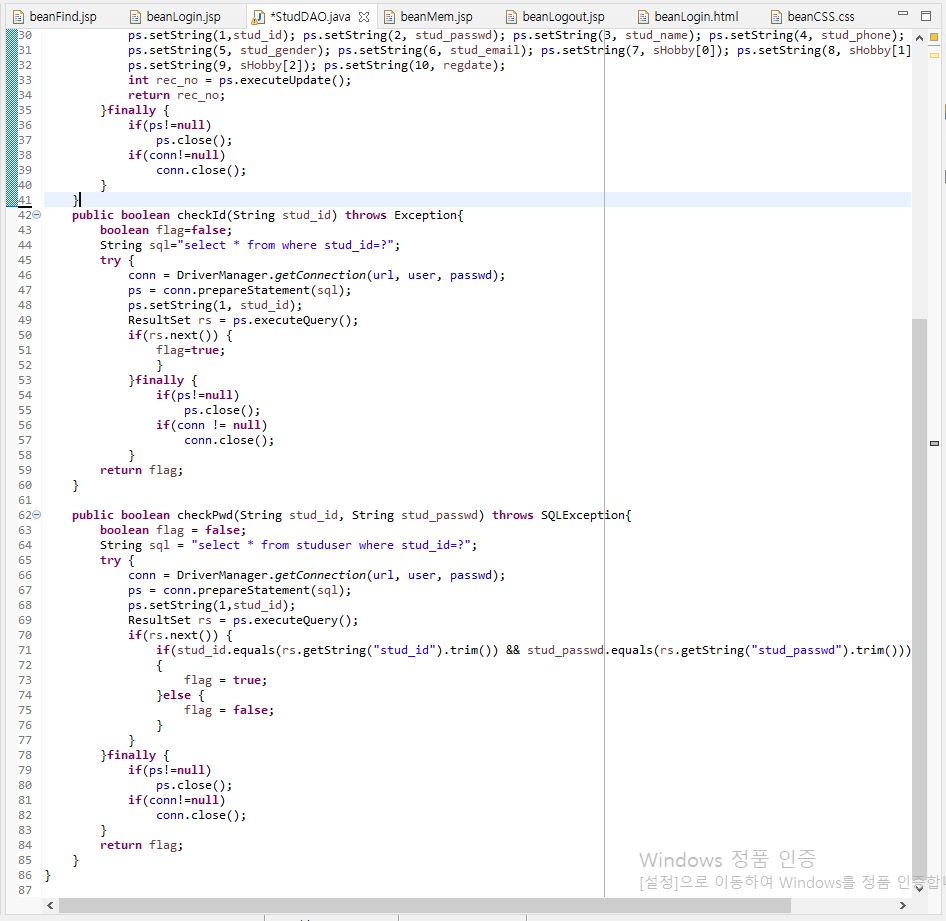 beanFind.jsp beanLogin.jsp *StudDAO.java beanMem.jsp beanLogout.jsp beanLogin.html beanCSS.css
30 ps.setString(1,stud_id); ps.setString(2, stud_passwd); ps.setString(3, stud_name); ps.setString(4, stud_phone);
31 ps.setString(5, stud_gender); ps.setString(6, stud_email); ps.setString(7, sHobby[0]); ps.setString(8, sHobby[1]
32 ps.setString(9, sHobby[2]); ps.setString(10, regdate);
33 int rec_no = ps.executeUpdate();
34 return rec_no;
35 }finally {
36 if(ps!=null)
37 ps.close();
38 if(conn!=null)
39 conn.close();
40 }
41 }
42 public boolean checkId(String stud_id) throws Exception{
43 boolean flag=false;
44 String sql="select * from where stud_id=?";
45 try {
46 conn = DriverManager.getConnection(url, user, passwd);
47 ps = conn.prepareStatement(sql);
48 ps.setString(1, stud_id);
49 ResultSet rs = ps.executeQuery();
50 if(rs.next()) {
51 flag=true;
52 }
53 }finally {
54 if(ps!=null)
55 ps.close();
56 if(conn != null)
57 conn.close();
58 }
59 return flag;
60 }
61
62 public boolean checkPwd(String stud_id, String stud_passwd) throws SQLException{
63 boolean flag = false;
64 String sql = "select * from studuser where stud_id=?";
65 try {
66 conn = DriverManager.getConnection(url, user, passwd);
67 ps = conn.prepareStatement(sql);
68 ps.setString(1,stud_id);
69 ResultSet rs = ps.executeQuery();
70 if(rs.next()) {
71 if(stud_id.equals(rs.getString("stud_id").trim()) && stud_passwd.equals(rs.getString("stud_passwd").trim()))
72 {
73 flag = true;
74 }else {
75 flag = false;
76 }
77 }
78 }finally {
79 if(ps!=null)
80 ps.close();
81 if(conn!=null)
82 conn.close();
83 }
84 return flag;
85 }
86 }
87
Windows 정품 인증
[설정]으로 이동하여 Windows를 정품 인증합니